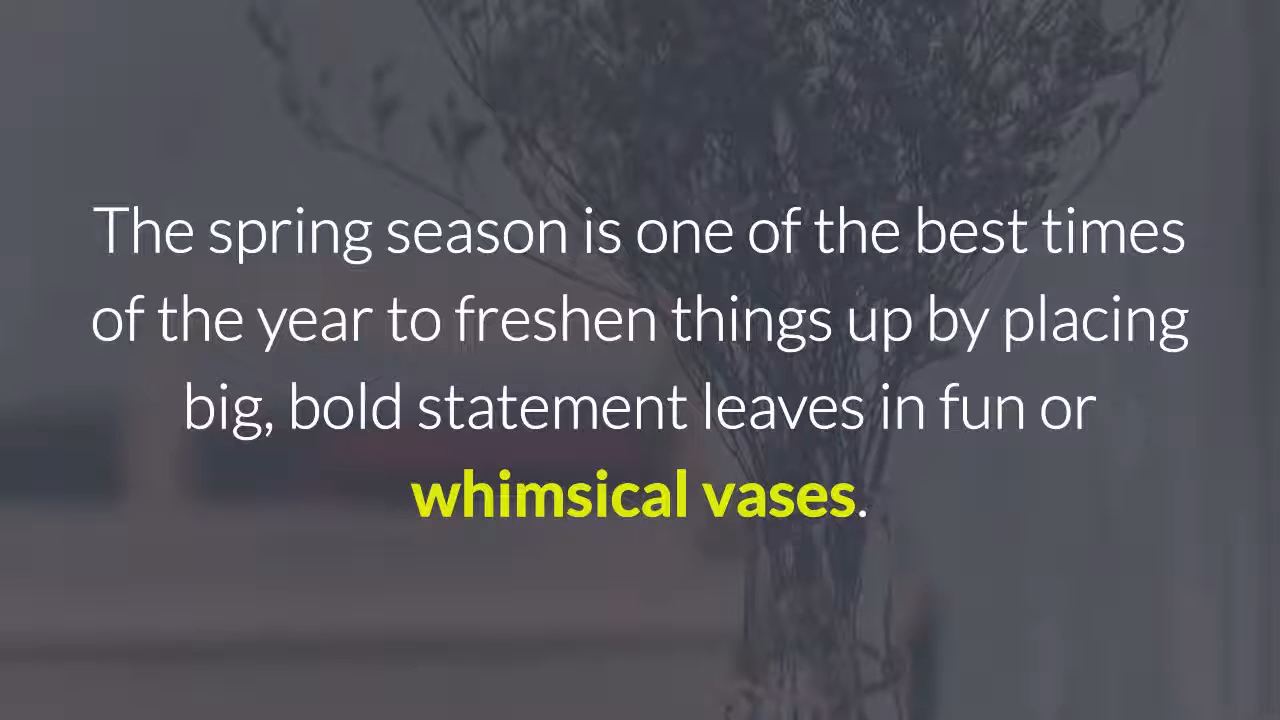 The spring season is one of the best times
of the year to freshen things up by placing
big, bold statement leaves in fun or
whimsical vases.